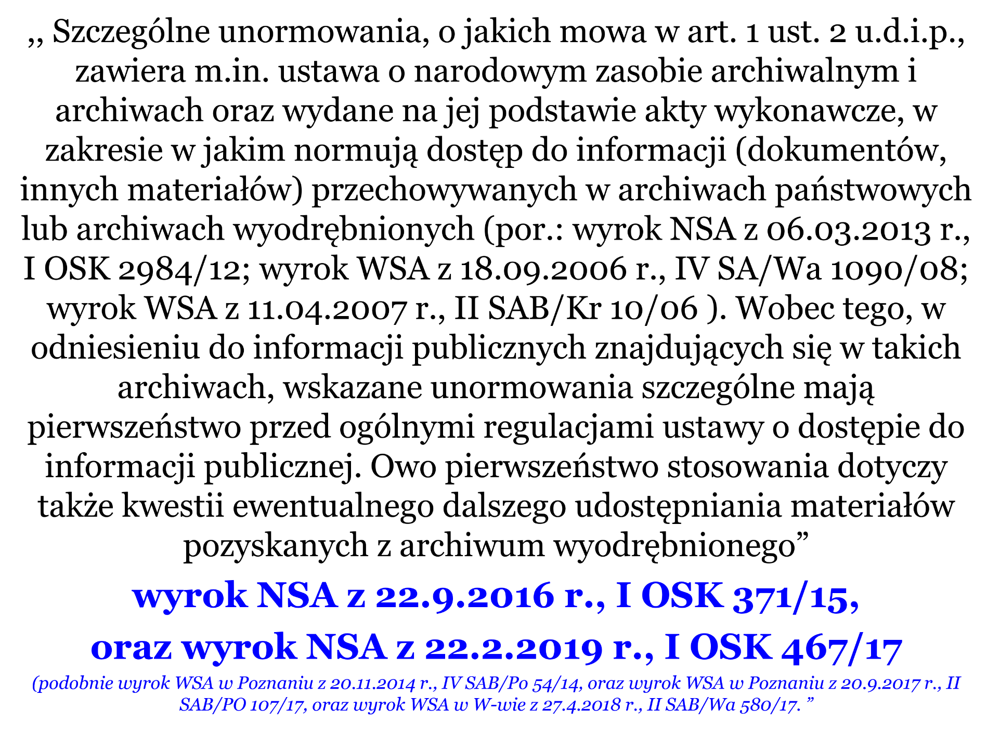 ,, Szczególne unormowania, o jakich mowa w art. 1 ust. 2 u.d.i.p.,
zawiera m.in. ustawa o narodowym zasobie archiwalnym i
archiwach oraz wydane na jej podstawie akty wykonawcze, w
zakresie w jakim normują dostęp do informacji (dokumentów,
innych materiałów) przechowywanych w archiwach państwowych
lub archiwach wyodrębnionych (por.: wyrok NSA z 06.03.2013 r.,
I OSK 2984/12; wyrok WSA z 18.09.2006 r., IV SA/Wa 1090/08;
wyrok WSA z 11.04.2007 r., II SAB/Kr 10/06 ). Wobec tego, w
odniesieniu do informacji publicznych znajdujących się w takich
archiwach, wskazane unormowania szczególne mają
pierwszeństwo przed ogólnymi regulacjami ustawy o dostępie do
informacji publicznej. Owo pierwszeństwo stosowania dotyczy
także kwestii ewentualnego dalszego udostępniania materiałów
pozyskanych z archiwum wyodrębnionego”
wyrok NSA z 22.9.2016 r., I OSK 371/15,
oraz wyrok NSA z 22.2.2019 r., I OSK 467/17
(podobnie wyrok WSA w Poznaniu z 20.11.2014 r., IV SAB/Po 54/14, oraz wyrok WSA w Poznaniu z 20.9.2017 r., II
SAB/PO 107/17, oraz wyrok WSA w W-wie z 27.4.2018 r., II SAB/Wa 580/17. ”